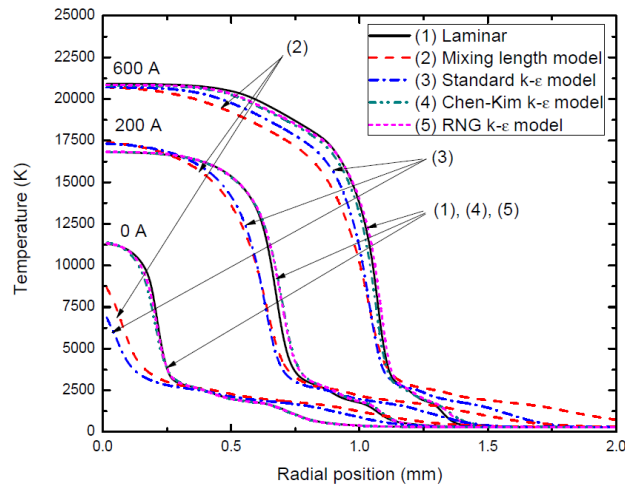 25000
22500
20000
17500
15000
12500
10000
7500
5000
2500
0
Temperature (K)
600 A
200 A
0 A
(2)
(1) Laminar
(2) Mixing length model
(3) Standard k-ε model
(4) Chen-Kim k-ε model
(5) RNG k-ε model
(3)
(1), (4), (5)
0.0
0.5
1.0
1.5
2.0
Radial position (mm)